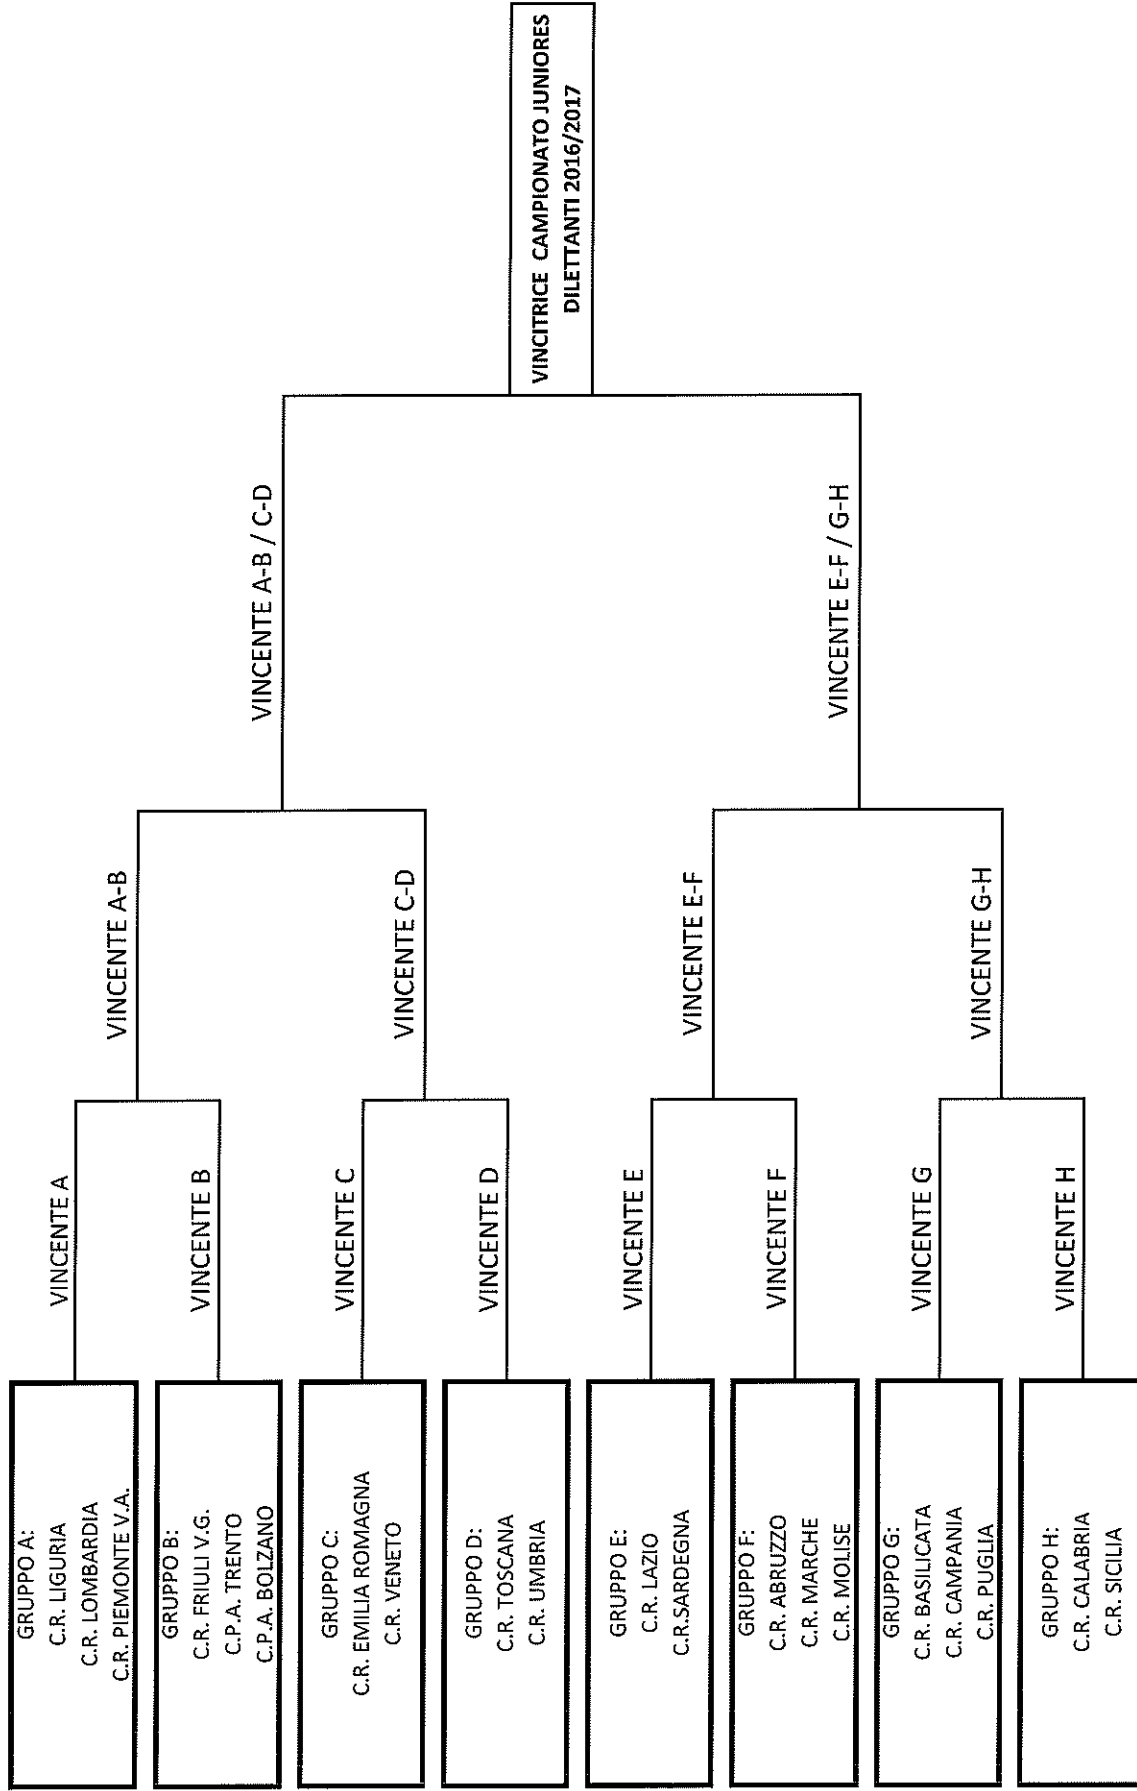 GRUPPO A:
C.R. LIGURIA
C.R. LOMBARDIA
C.R. PIEMONTE V.A.
GRUPPO B:
C.R. FRIULI V.G.
C.P.A. TRENTO
C.P.A. BOLZANO
GRUPPO C:
C.R. EMILIA ROMAGNA
C.R. VENETO
GRUPPO D:
C.R. TOSCANA
C.R. UMBRIA
GRUPPO E:
C.R. LAZIO
C.R.SARDEGNA
GRUPPO F:
C.R. ABRUZZO
C.R. MARCHE
C.R. MOLISE
GRUPPO G:
C.R. BASILICATA
C.R. CAMPANIA
C.R. PUGLIA
GRUPPO H:
C.R. CALABRIA
C.R. SICILIA
VINCENTE A
VINCENTE B
VINCENTE C
VINCENTE D
VINCENTE E
VINCENTE F
VINCENTE G
VINCENTE H
VINCENTE A-B
VINCENTE C-D
VINCENTE E-F
VINCENTE G-H
VINCENTE A-B / C-D
VINCENTE E-F / G-H
VINCITRICE CAMPIONATO JUNIORES
DILETTANTI 2016/2017